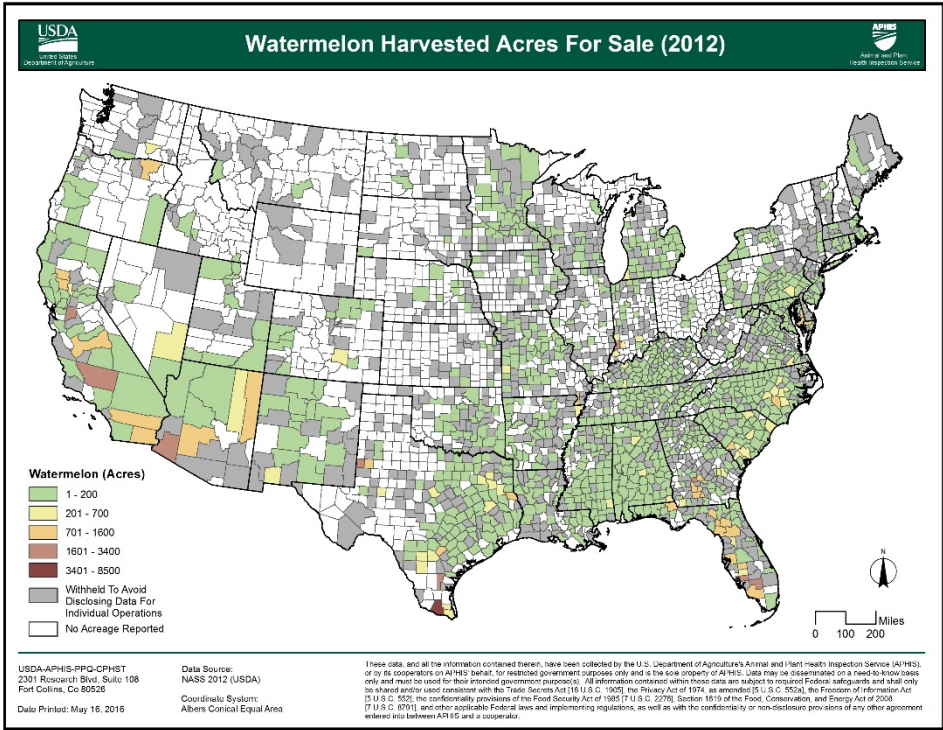 USDA
United States
Department of Agriculture
Watermelon Harvested Acres For Sale (2012)
APHIS
Animal and Plant
Health Inspection Service
Watermelon (Acres)
1 - 200
201 - 700
701 - 1600
1601 - 3400
3401 - 8500
Withheld To Avoid
Disclosing Data For
Individual Operations
No Acreage Reported
N
Miles
0 100 200
USDA-APHIS-PPQ-CPHST
2301 Research Blvd. Suite 108
Fort Collins, Co 80526
Date Printed: May 16, 2016
Data Source:
NASS 2012 (USDA)
Coordinate System:
Albers Conical Equal Area
These data, and all the information contained therein, have been collected by the U.S. Department of Agriculture's Animal and Plant Health Inspection Service (APHIS),
or by its cooperators on APHIS' behalf, for restricted government purposes only and is the sole property of APHIS. Data may be disseminated on a need-to-know basis
only and must be used for their intended government purpose(s). All information contained within these data are subject to required Federal safeguards and shall only
be shared and/or used consistent with the Trade Secrets Act [18 U.S.C. 1905], the Privacy Act of 1974, as amended [5 U.S.C. 552a], the Freedom of Information Act
[5 U.S.C. 552], the confidentiality provisions of the Food Security Act of 1985 [7 U.S.C. 2276], Section 1619 of the Food, Conservation, and Energy Act of 2008
[7 U.S.C. 8791], and other applicable Federal laws and implementing regulations, as well as with the confidentiality or non-disclosure provisions of any other agreement
entered into between APHIS and a cooperator.